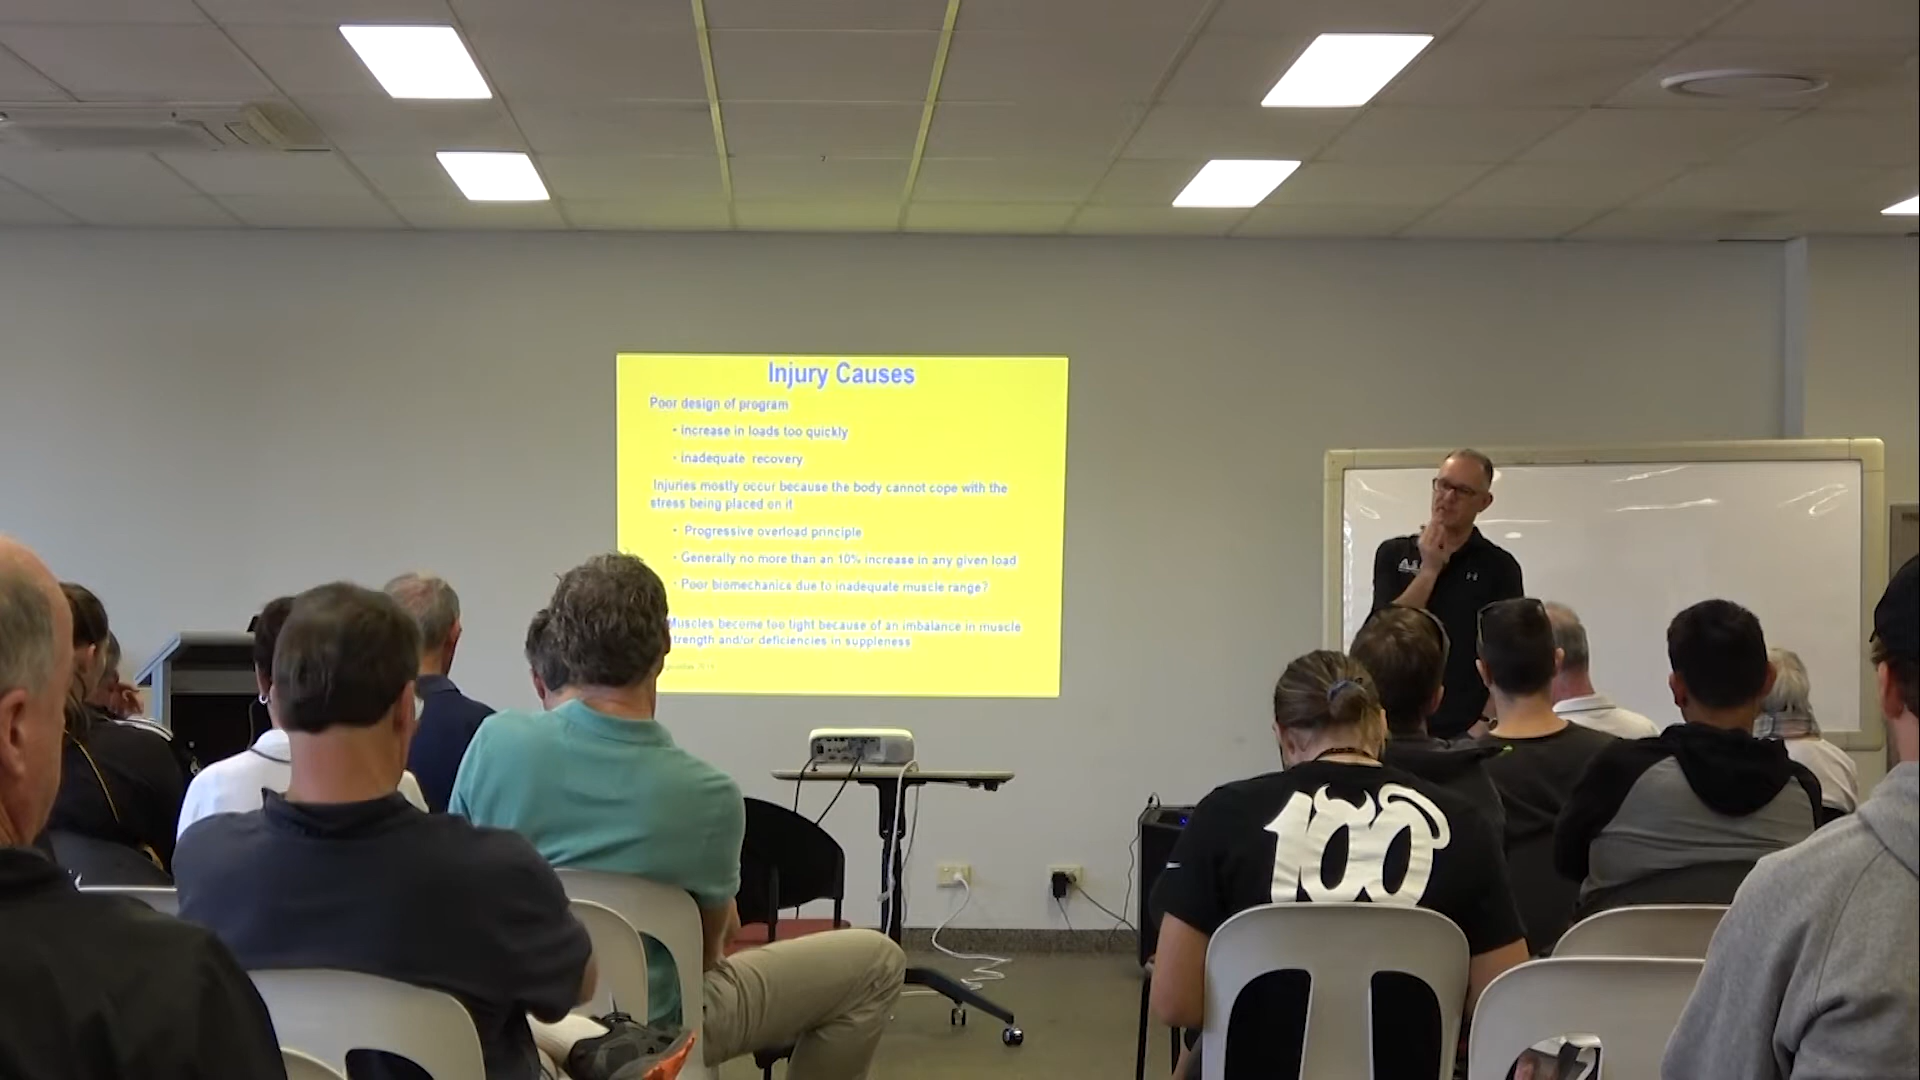 Injury Causes
Poor design of program
• increase in loads too quickly
• inadequate recovery
Injuries mostly occur because the body cannot cope with the
stress being placed on it
• Progressive overload principle
• Generally no more than an 10% increase in any given load
• Poor biomechanics due to inadequate muscle range?
Muscles become too tight because of an imbalance in muscle
trength and/or deficiencies in suppleness
100